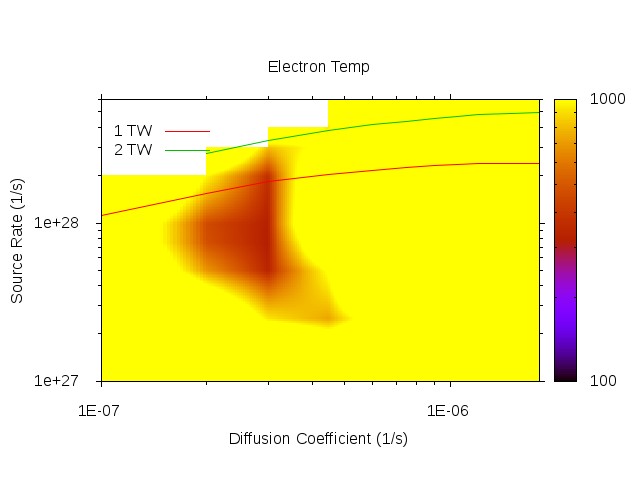 Electron Temp
1 TW
2 TW
1000
100
1e+28
1e+27
Source Rate (1/s)
1E-07
1E-06
Diffusion Coefficient (1/s)